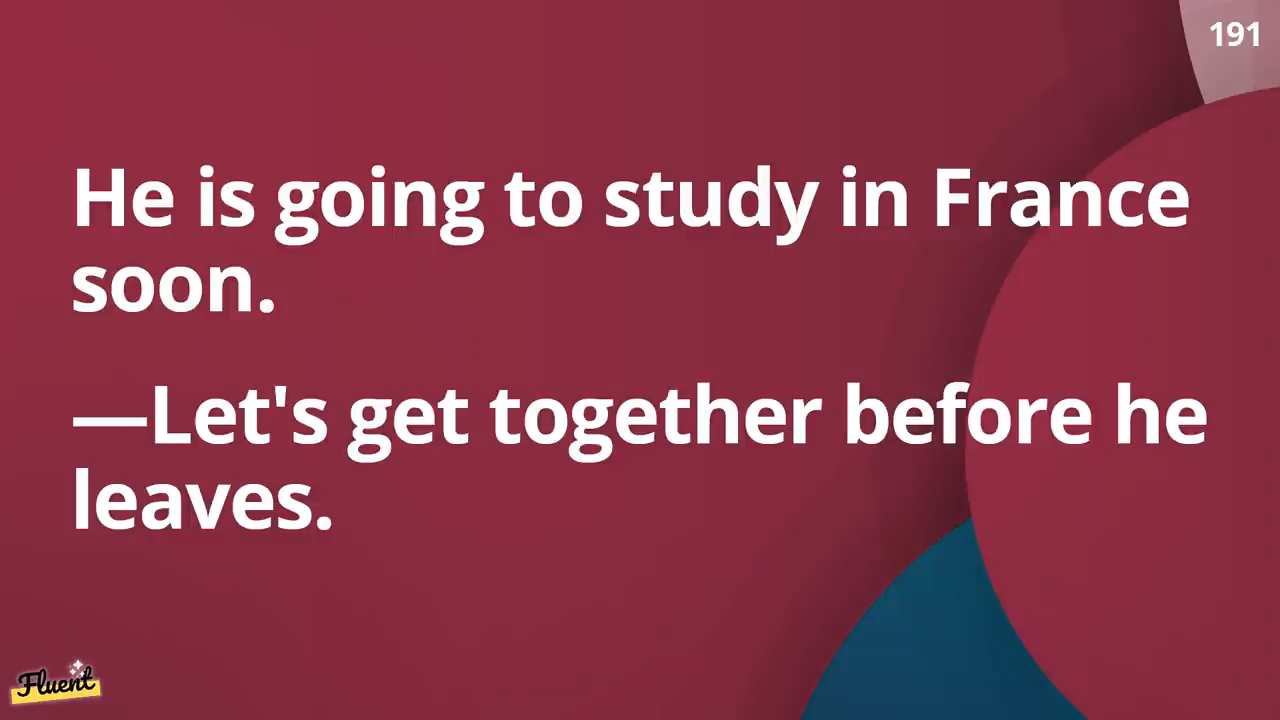 191
He is going to study in France
soon.
—Let's get together before he
leaves.
Fluent